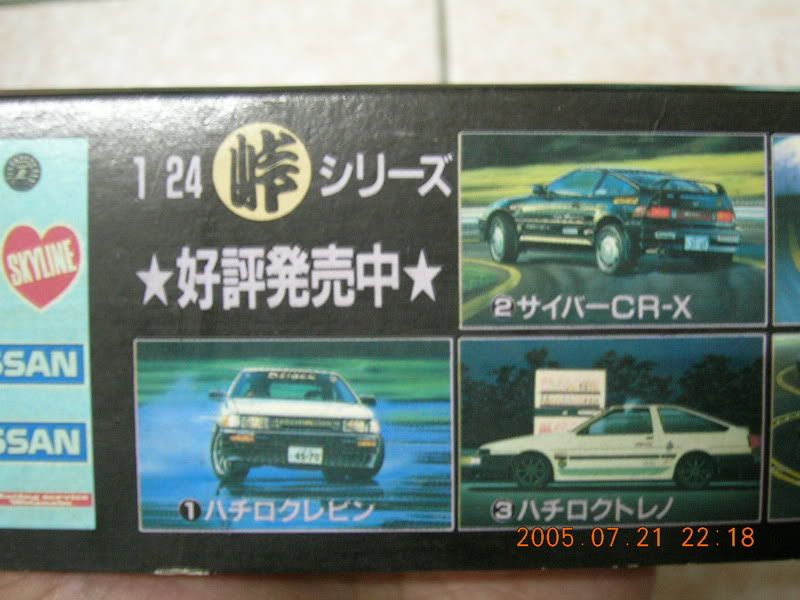 1 24 峠 シリーズ
★好評発売中★
SKYLINE
SSAN
SSAN
②サイバーCR-X
①ハチロクレビン
③ハチロクトレノ
2005.07.21 22:18